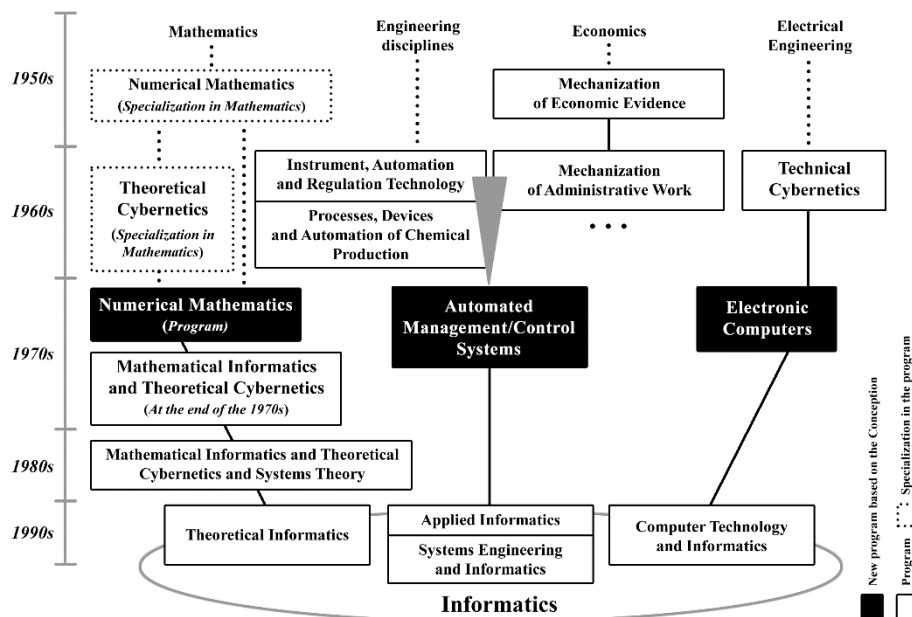 Mathematics
Engineering
disciplines
Economics
Electrical
Engineering
1950s
Numerical Mathematics
(Specialization in Mathematics)
Mechanization
of Economic Evidence
1960s
Theoretical
Cybernetics
(Specialization in
Mathematics)
Instrument, Automation
and Regulation Technology
Processes, Devices
and Automation of Chemical
Production
Mechanization
of Administrative Work
• • •
Technical
Cybernetics
1970s
Numerical Mathematics
(Program)
Automated
Management/Control
Systems
Electronic
Computers
Mathematical Informatics
and Theoretical Cybernetics
(At the end of the 1970s)
1980s
Mathematical Informatics and Theoretical
Cybernetics and Systems Theory
1990s
Theoretical Informatics
Applied Informatics
Systems Engineering
and Informatics
Computer Technology
and Informatics
Informatics
New program based on the Conception
Program
Specialization in the program